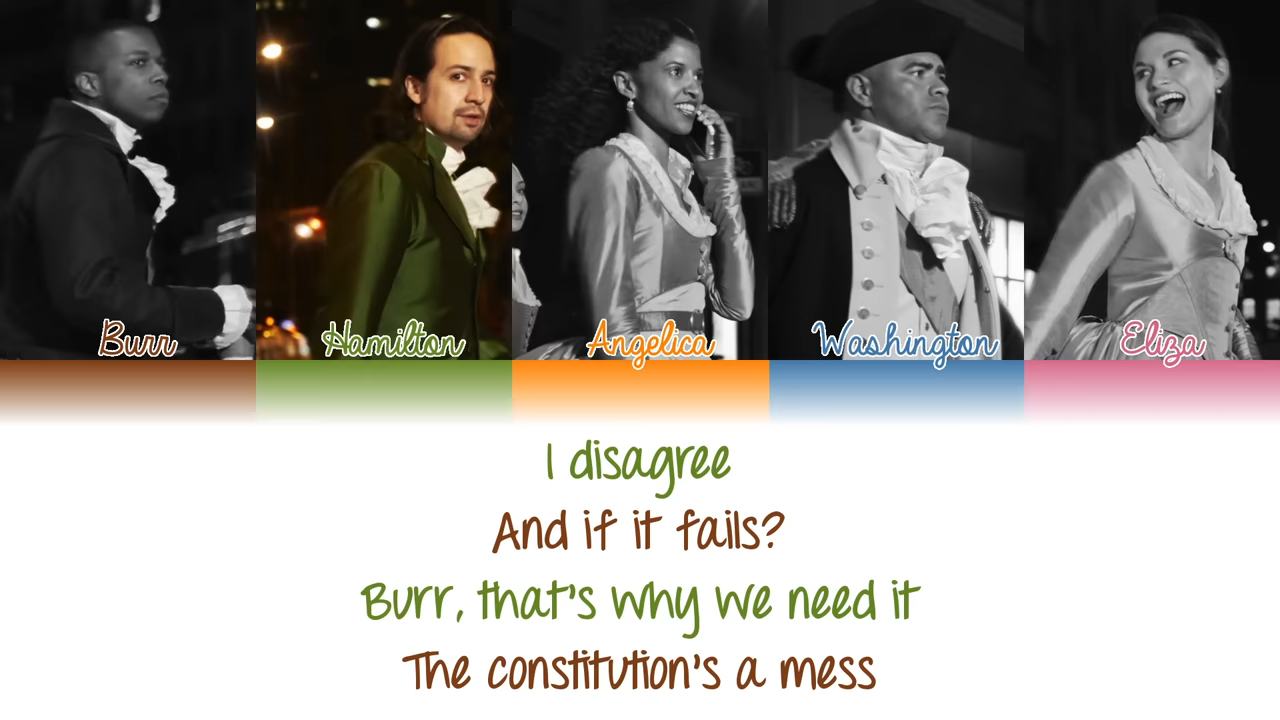 Burr Hamilton Angelica Washington Eliza
I disagree
And if it fails?
Burr, that's why we need it
The constitution's a mess